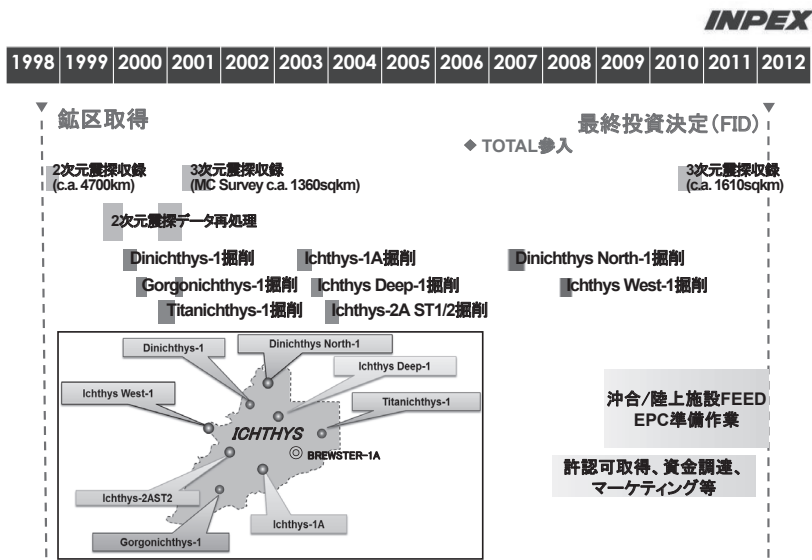 INPEX
1998 1999 2000 2001 2002 2003 2004 2005 2006 2007 2008 2009 2010 2011 2012
鉱区取得
最終投資決定(FID)
◆ TOTAL参入
2次元震探収録
(c.a. 4700km)
3次元震探収録
(MC Survey c.a. 1360sqkm)
3次元震探収録
(c.a. 1610sqkm)
2次元震探データ再処理
Dinichthys-1掘削
Ichthys-1A掘削
Dinichthys North-1掘削
Gorgonichthys-1掘削
Ichthys Deep-1掘削
Ichthys West-1掘削
Titanichthys-1掘削
Ichthys-2A ST1/2掘削
Dinichthys-1
Dinichthys North-1
Ichthys Deep-1
Ichthys West-1
Titanichthys-1
ICHTHYS
BREWSTER-1A
Ichthys-2AST2
Ichthys-1A
Gorgonichthys-1
沖合/陸上施設FEED
EPC準備作業
許認可取得、資金調達、
マーケティング等